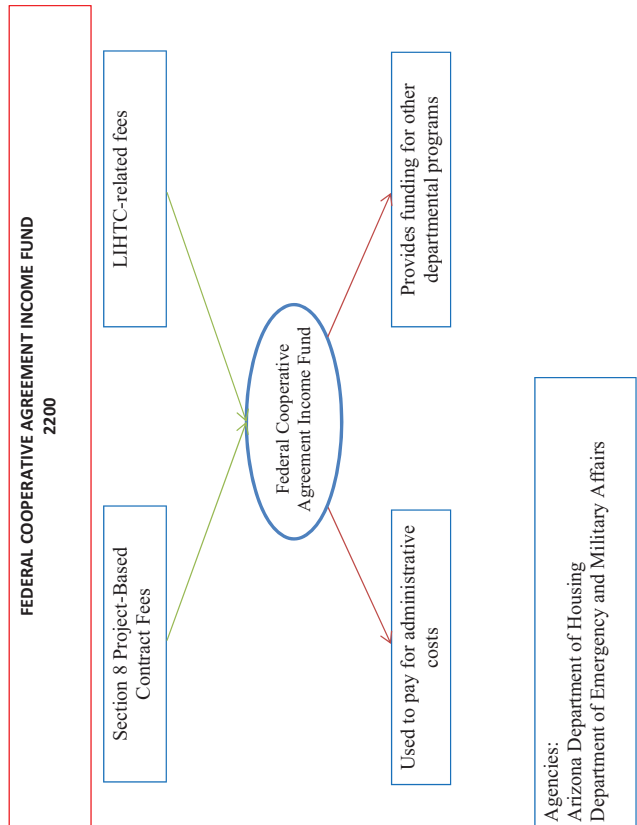 FEDERAL COOPERATIVE AGREEMENT INCOME FUND
2200
Section 8 Project-Based
Contract Fees
LIHTC-related fees
Federal Cooperative
Agreement Income Fund
Used to pay for administrative
costs
Provides funding for other
departmental programs
Agencies:
Arizona Department of Housing
Department of Emergency and Military Affairs